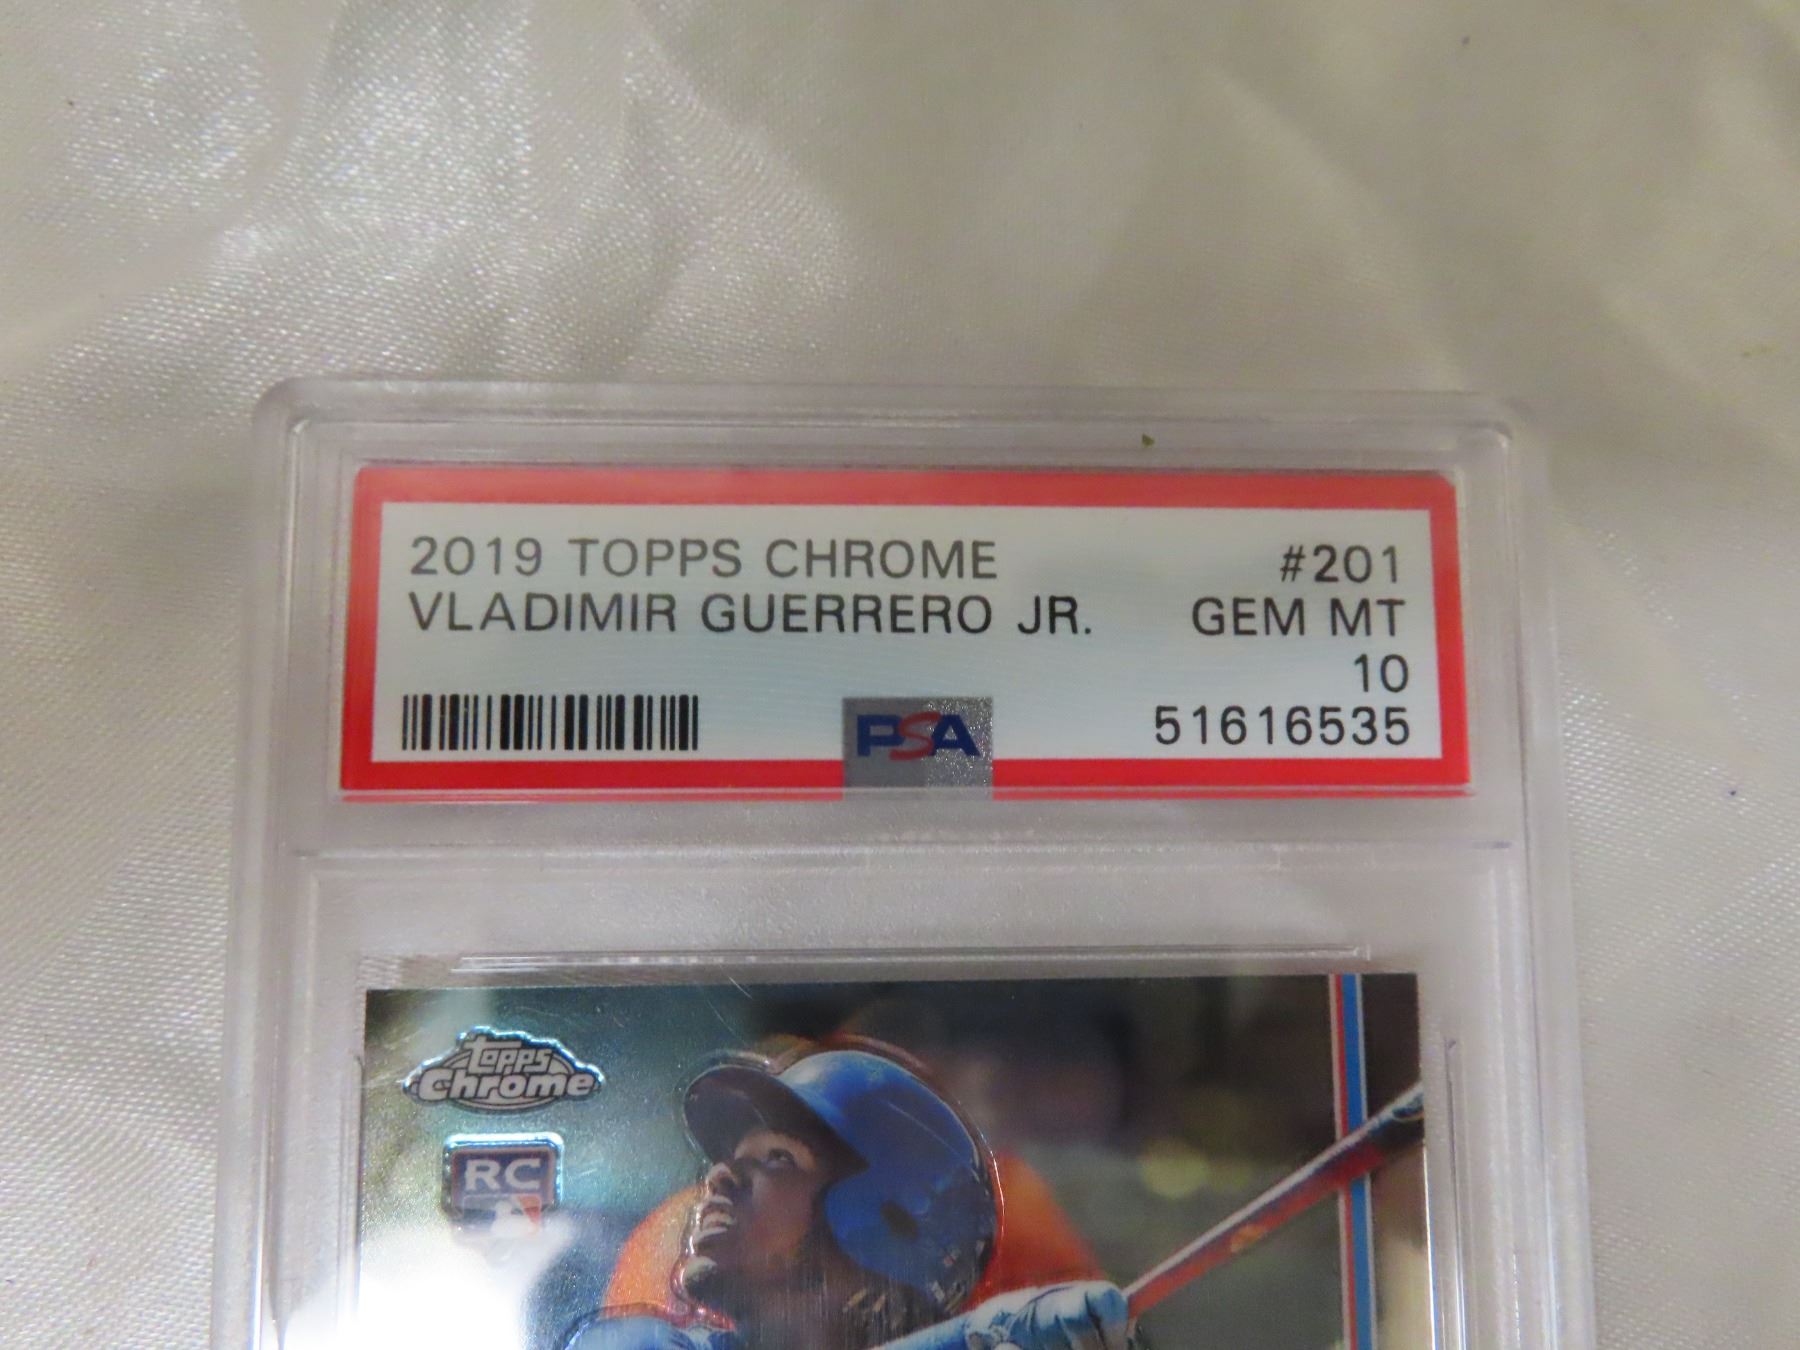 2019 TOPPS CHROME #201
VLADIMIR GUERRERO JR. GEM MT
10
PSA 51616535
topps
Chrome
RC